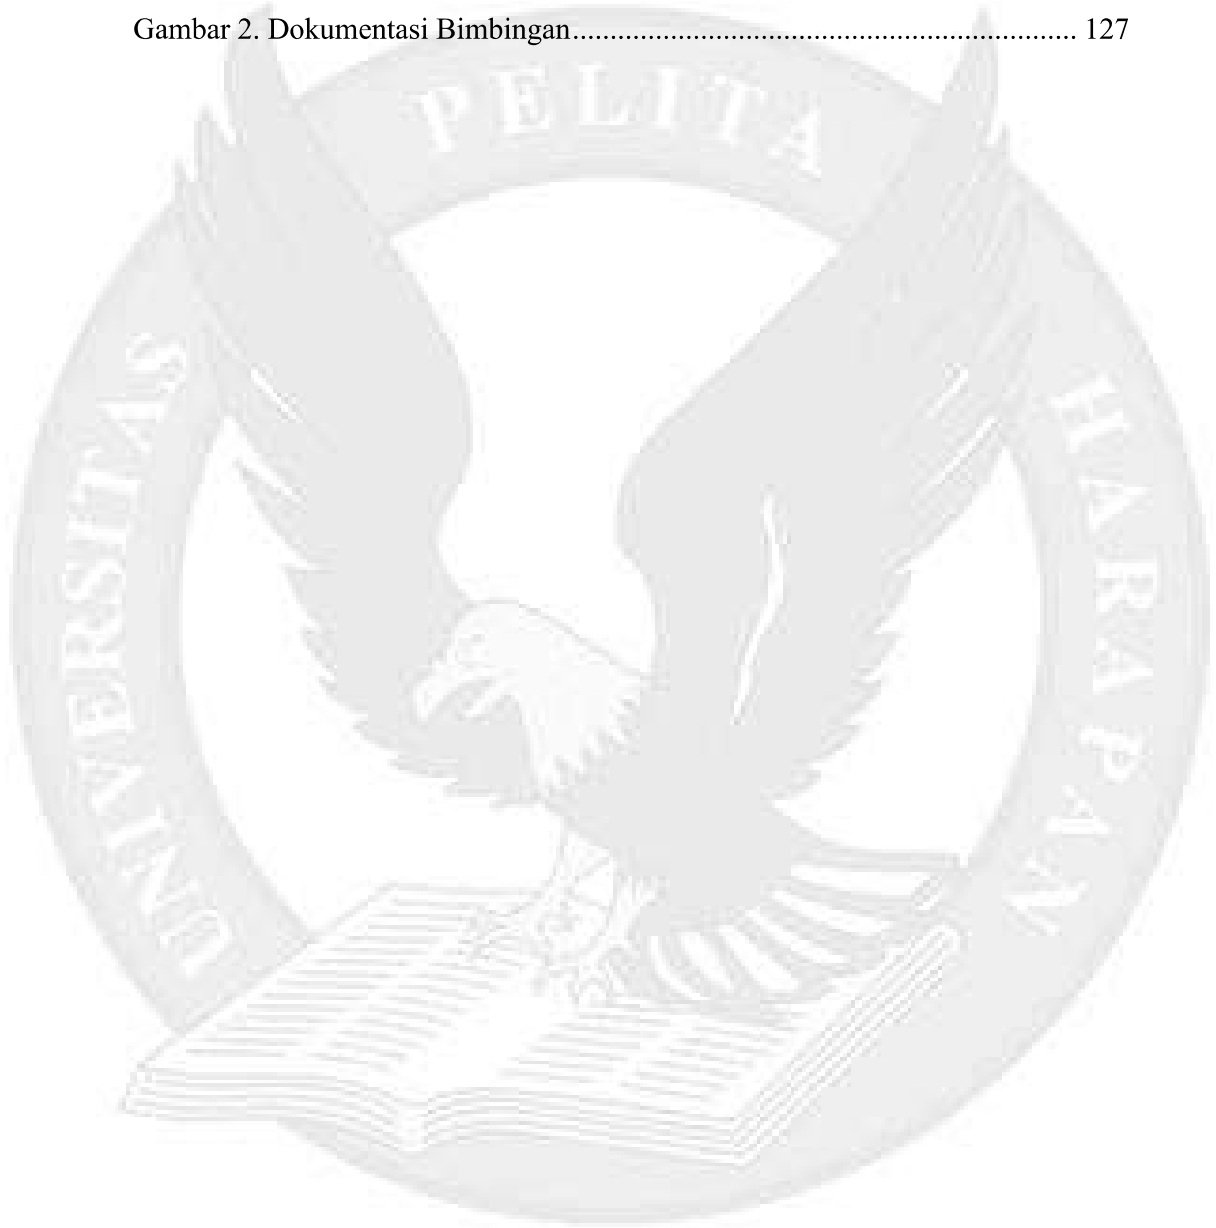 Gambar 2. Dokumentasi Bimbingan.................................................................. 127
PELITA
UNIVERSITAS
HARAPAN